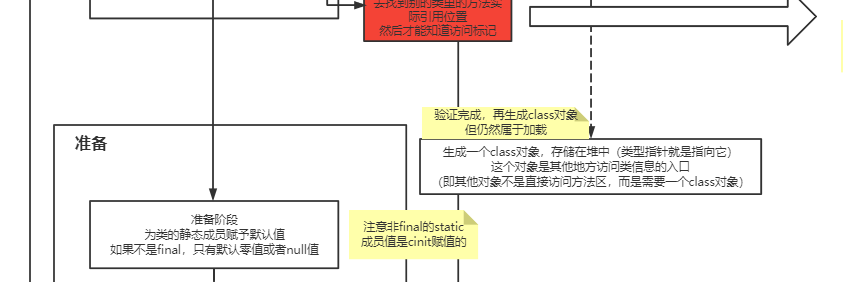 去找到别的类里的方法实
际引用位置
然后才能知道访问标记
验证完成，再生成class对象
但仍然属于加载
准备
生成一个class对象，存储在堆中（类型指针就是指向它）
这个对象是其他地方访问类信息的入口
（即其他对象不是直接访问方法区，而是需要一个class对象）
准备阶段
为类的静态成员赋予默认值
如果不是final，只有默认零值或者null值
注意非final的static
成员值是cinit赋值的